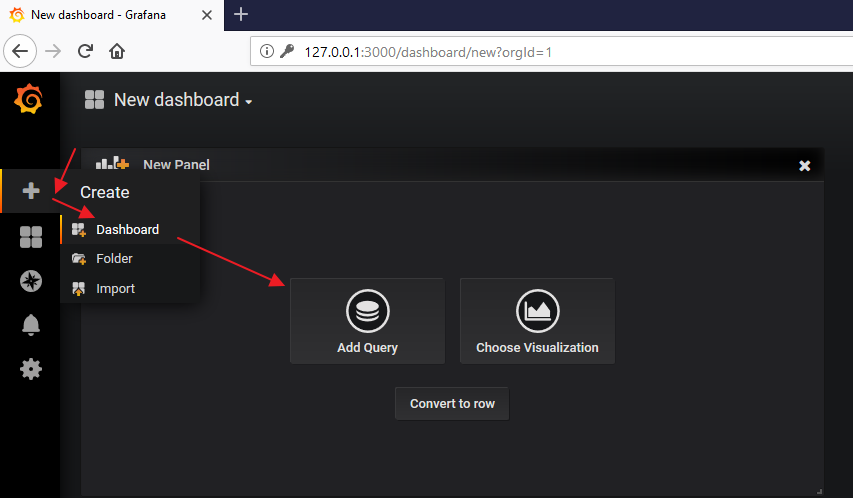 New dashboard - Grafana
127.0.0.1:3000/dashboard/new?orgId=1
New dashboard
New Panel
Create
Dashboard
Folder
Import
Add Query
Choose Visualization
Convert to row